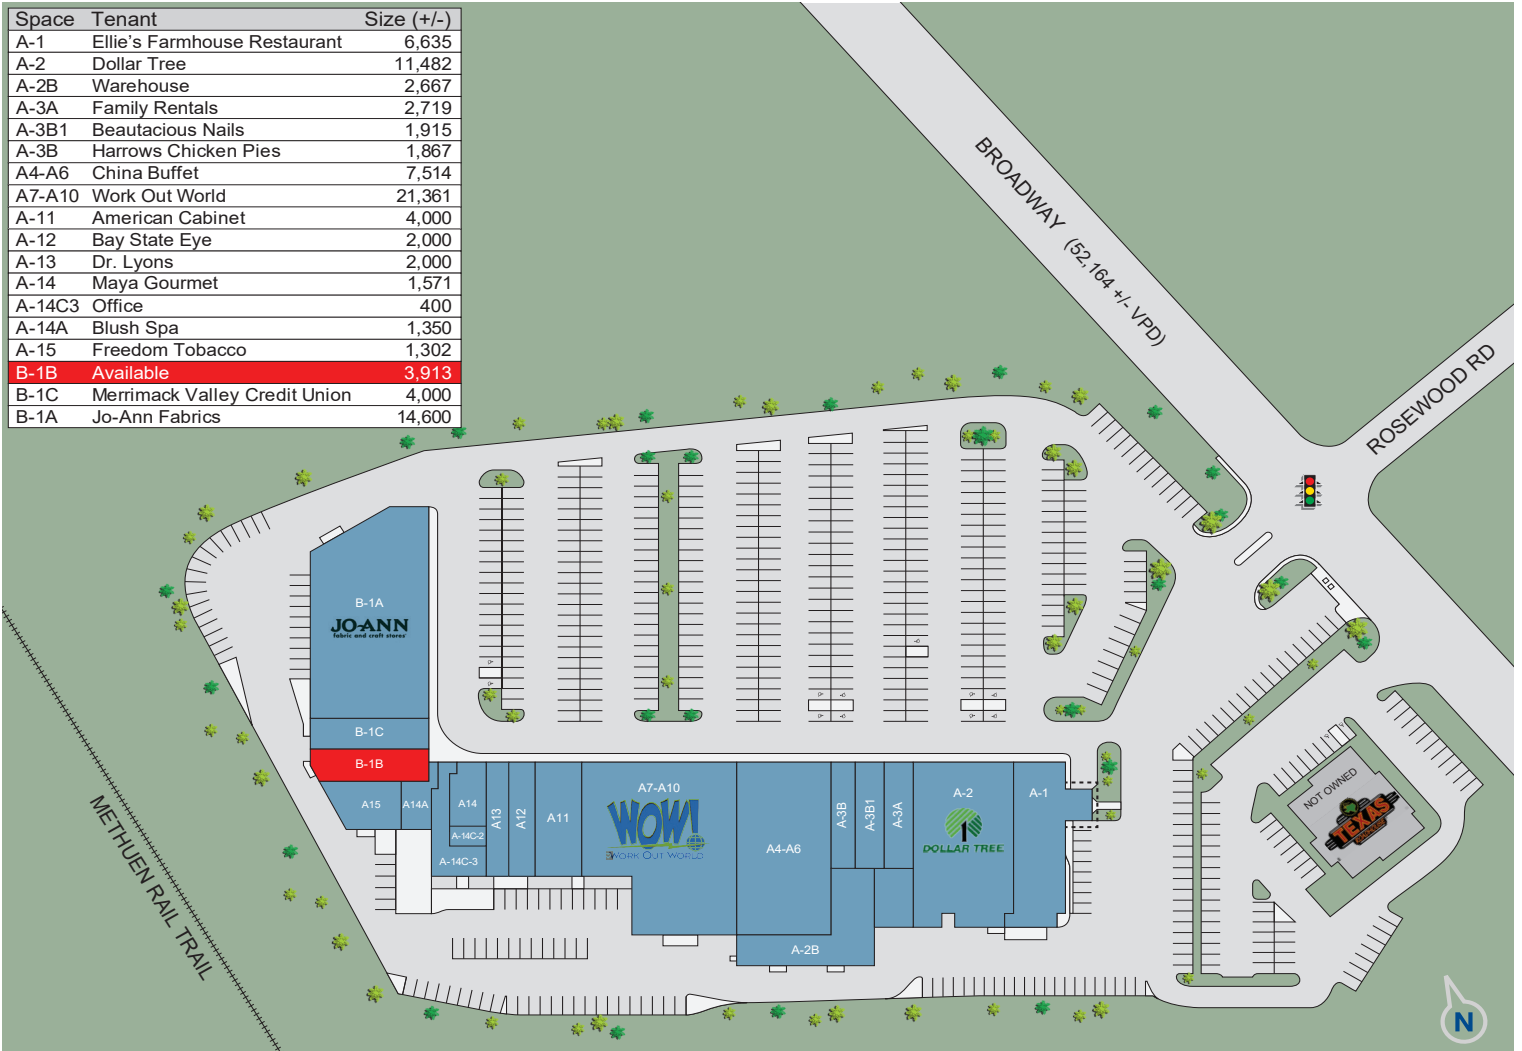 Space Tenant Size (+/-)
A-1 Ellie's Farmhouse Restaurant 6,635
A-2 Dollar Tree 11,482
A-2B Warehouse 2,667
A-3A Family Rentals 2,719
A-3B1 Beautacious Nails 1,915
A-3B Harrows Chicken Pies 1,867
A4-A6 China Buffet 7,514
A7-A10 Work Out World 21,361
A-11 American Cabinet 4,000
A-12 Bay State Eye 2,000
A-13 Dr. Lyons 2,000
A-14 Maya Gourmet 1,571
A-14C3 Office 400
A-14A Blush Spa 1,350
A-15 Freedom Tobacco 1,302
B-1B Available 3,913
B-1C Merrimack Valley Credit Union 4,000
B-1A Jo-Ann Fabrics 14,600
BROADWAY (52,164 +/- VPD)
ROSEWOOD RD
B-1A
JO-ANN
fabric and craft stores
B-1C
B-1B
A15
A14A
A14
A-14C-2
A-14C-3
A13
A12
A11
A7-A10
WOW!
WORK OUT WORLD
A4-A6
A-3B
A-3B1
A-3A
A-2
DOLLAR TREE
A-1
A-2B
NOT OWNED
TEXAS
METHUEN RAIL TRAIL
N